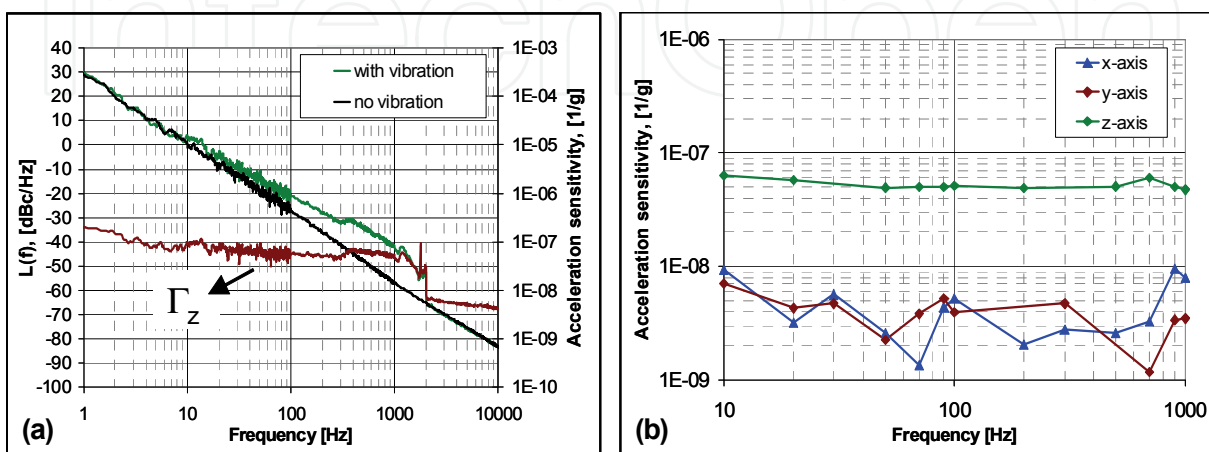 InTechOpen
40
30
20
10
0
-10
-20
-30
-40
-50
-60
-70
-80
-90
-100
L(f), [dBc/Hz]
with vibration
no vibration
Γz
1E-03
1E-04
1E-05
1E-06
1E-07
1E-08
1E-09
1E-10
Acceleration sensitivity, [1/g]
1 10 100 1000 10000
Frequency [Hz]
(a)
1E-06
1E-07
1E-08
1E-09
Acceleration sensitivity, [1/g]
x-axis
y-axis
z-axis
10 100 1000
Frequency [Hz]
(b)